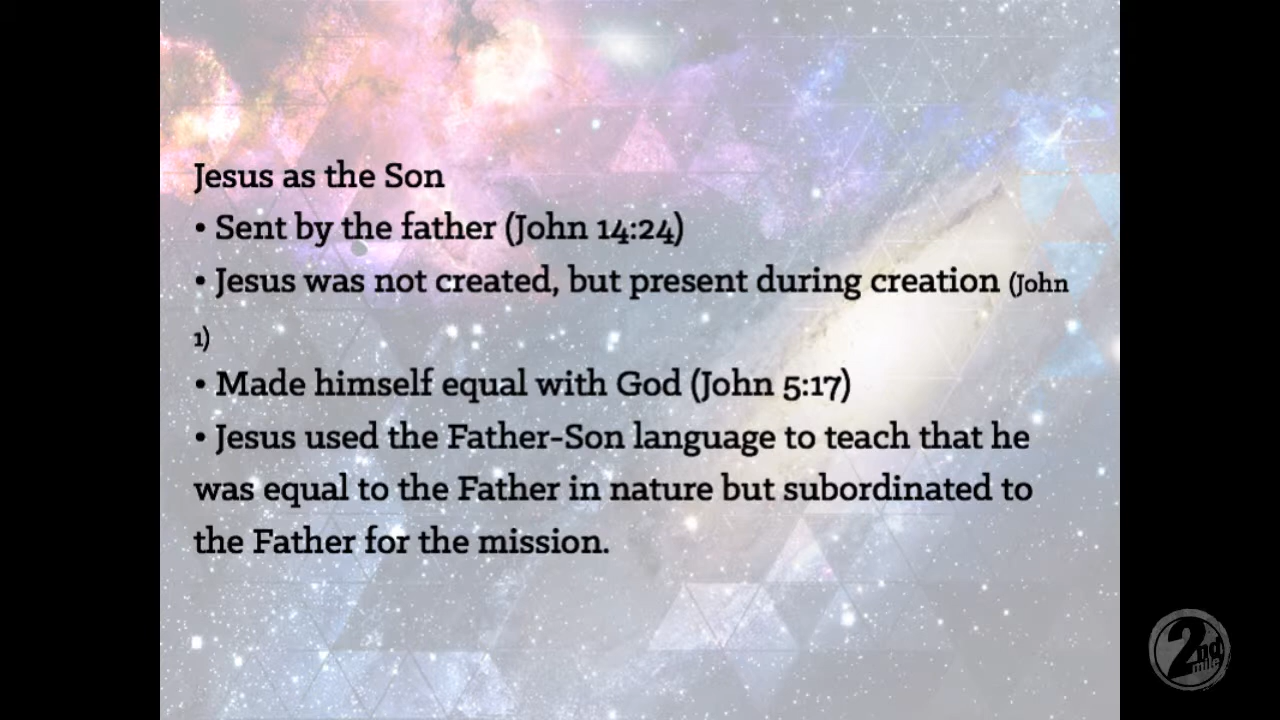 Jesus as the Son
• Sent by the father (John 14:24)
• Jesus was not created, but present during creation (John
1)
• Made himself equal with God (John 5:17)
• Jesus used the Father-Son language to teach that he
was equal to the Father in nature but subordinated to
the Father for the mission.
2nd
mile